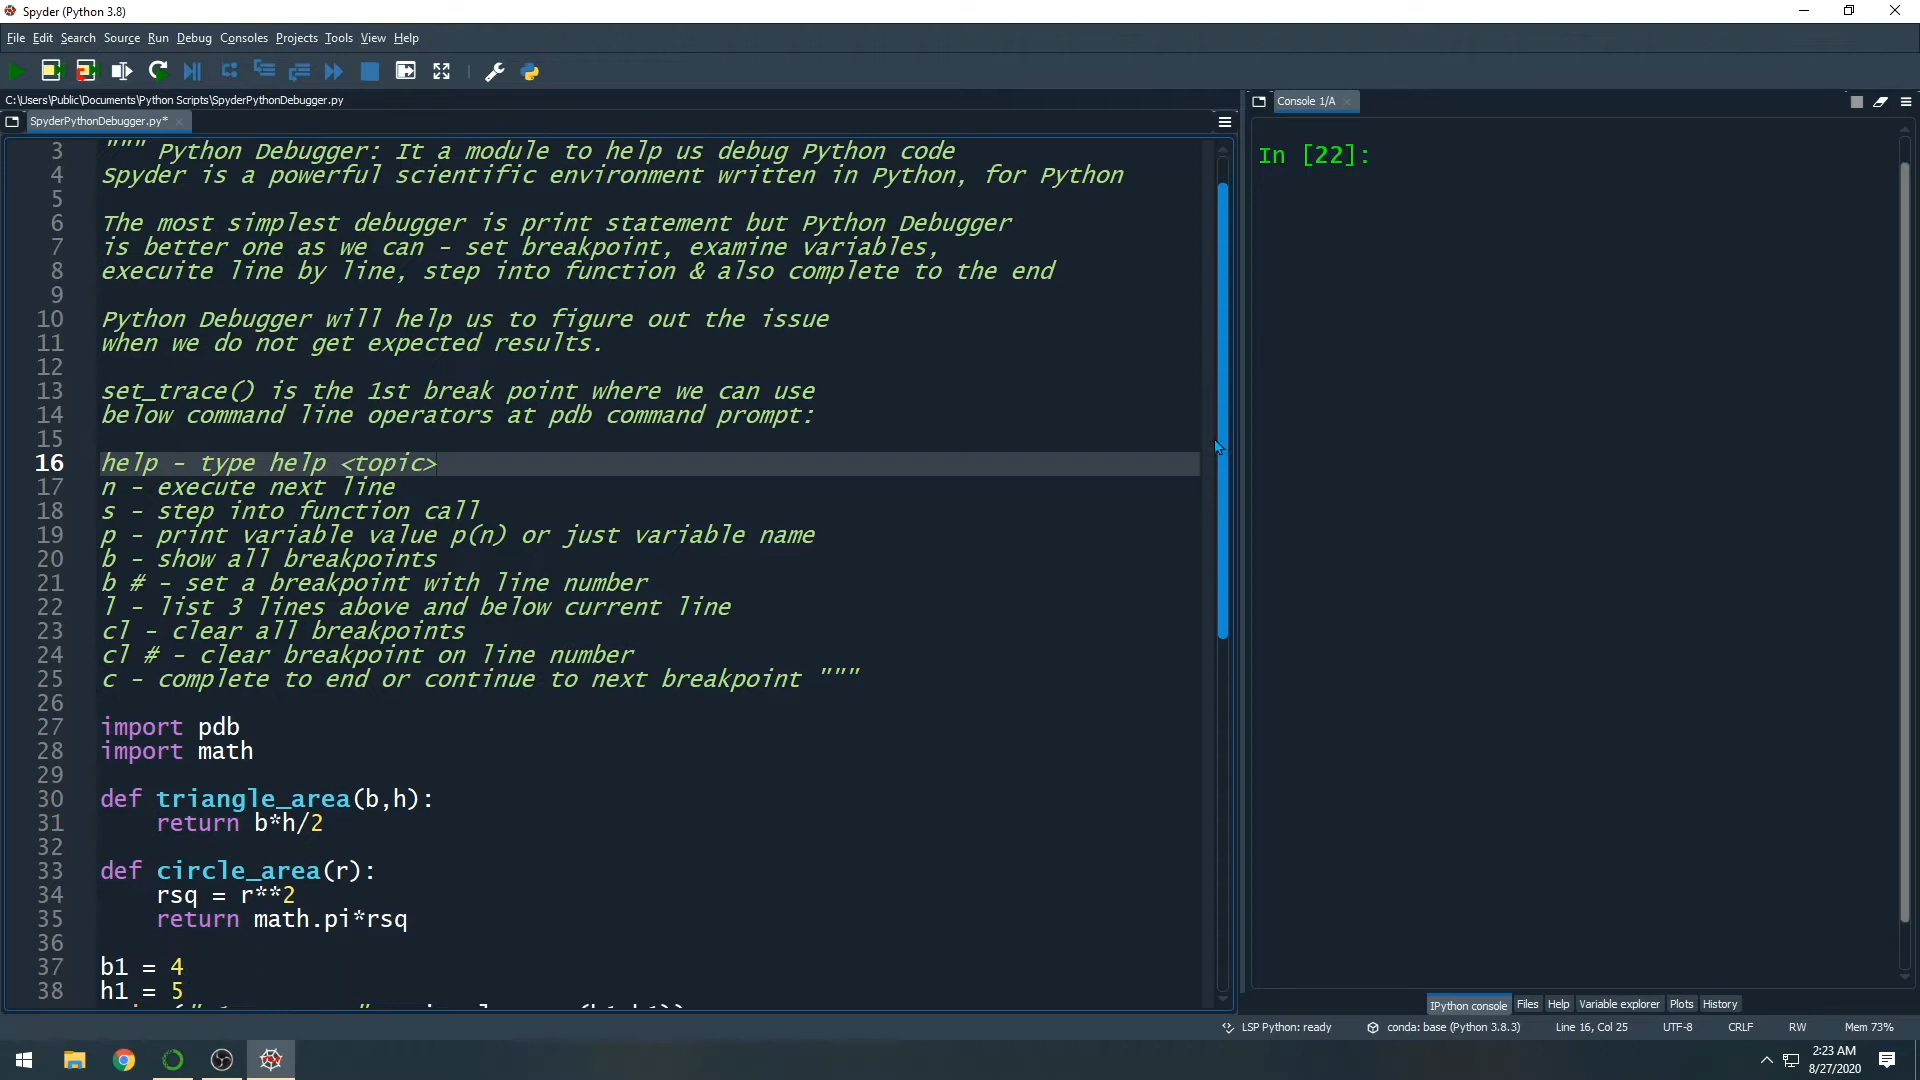 Spyder (Python 3.8)
File Edit Search Source Run Debug Consoles Projects Tools View Help
C:\Users\Public\Documents\Python Scripts\SpyderPythonDebugger.py
SpyderPythonDebugger.py*
3 """ Python Debugger: It a module to help us debug Python code
4 Spyder is a powerful scientific environment written in Python, for Python
5
6 The most simplest debugger is print statement but Python Debugger
7 is better one as we can - set breakpoint, examine variables,
8 execuite line by line, step into function & also complete to the end
9
10 Python Debugger will help us to figure out the issue
11 when we do not get expected results.
12
13 set_trace() is the 1st break point where we can use
14 below command line operators at pdb command prompt:
15
16 help - type help <topic>
17 n - execute next line
18 s - step into function call
19 p - print variable value p(n) or just variable name
20 b - show all breakpoints
21 b # - set a breakpoint with line number
22 l - list 3 lines above and below current line
23 cl - clear all breakpoints
24 cl # - clear breakpoint on line number
25 c - complete to end or continue to next breakpoint """
26
27 import pdb
28 import math
29
30 def triangle_area(b,h):
31 return b*h/2
32
33 def circle_area(r):
34 rsq = r**2
35 return math.pi*rsq
36
37 b1 = 4
38 h1 = 5
Console 1/A
In [22]:
IPython console Files Help Variable explorer Plots History
LSP Python: ready conda: base (Python 3.8.3) Line 16, Col 25 UTF-8 CRLF RW Mem 73%
2:23 AM
8/27/2020